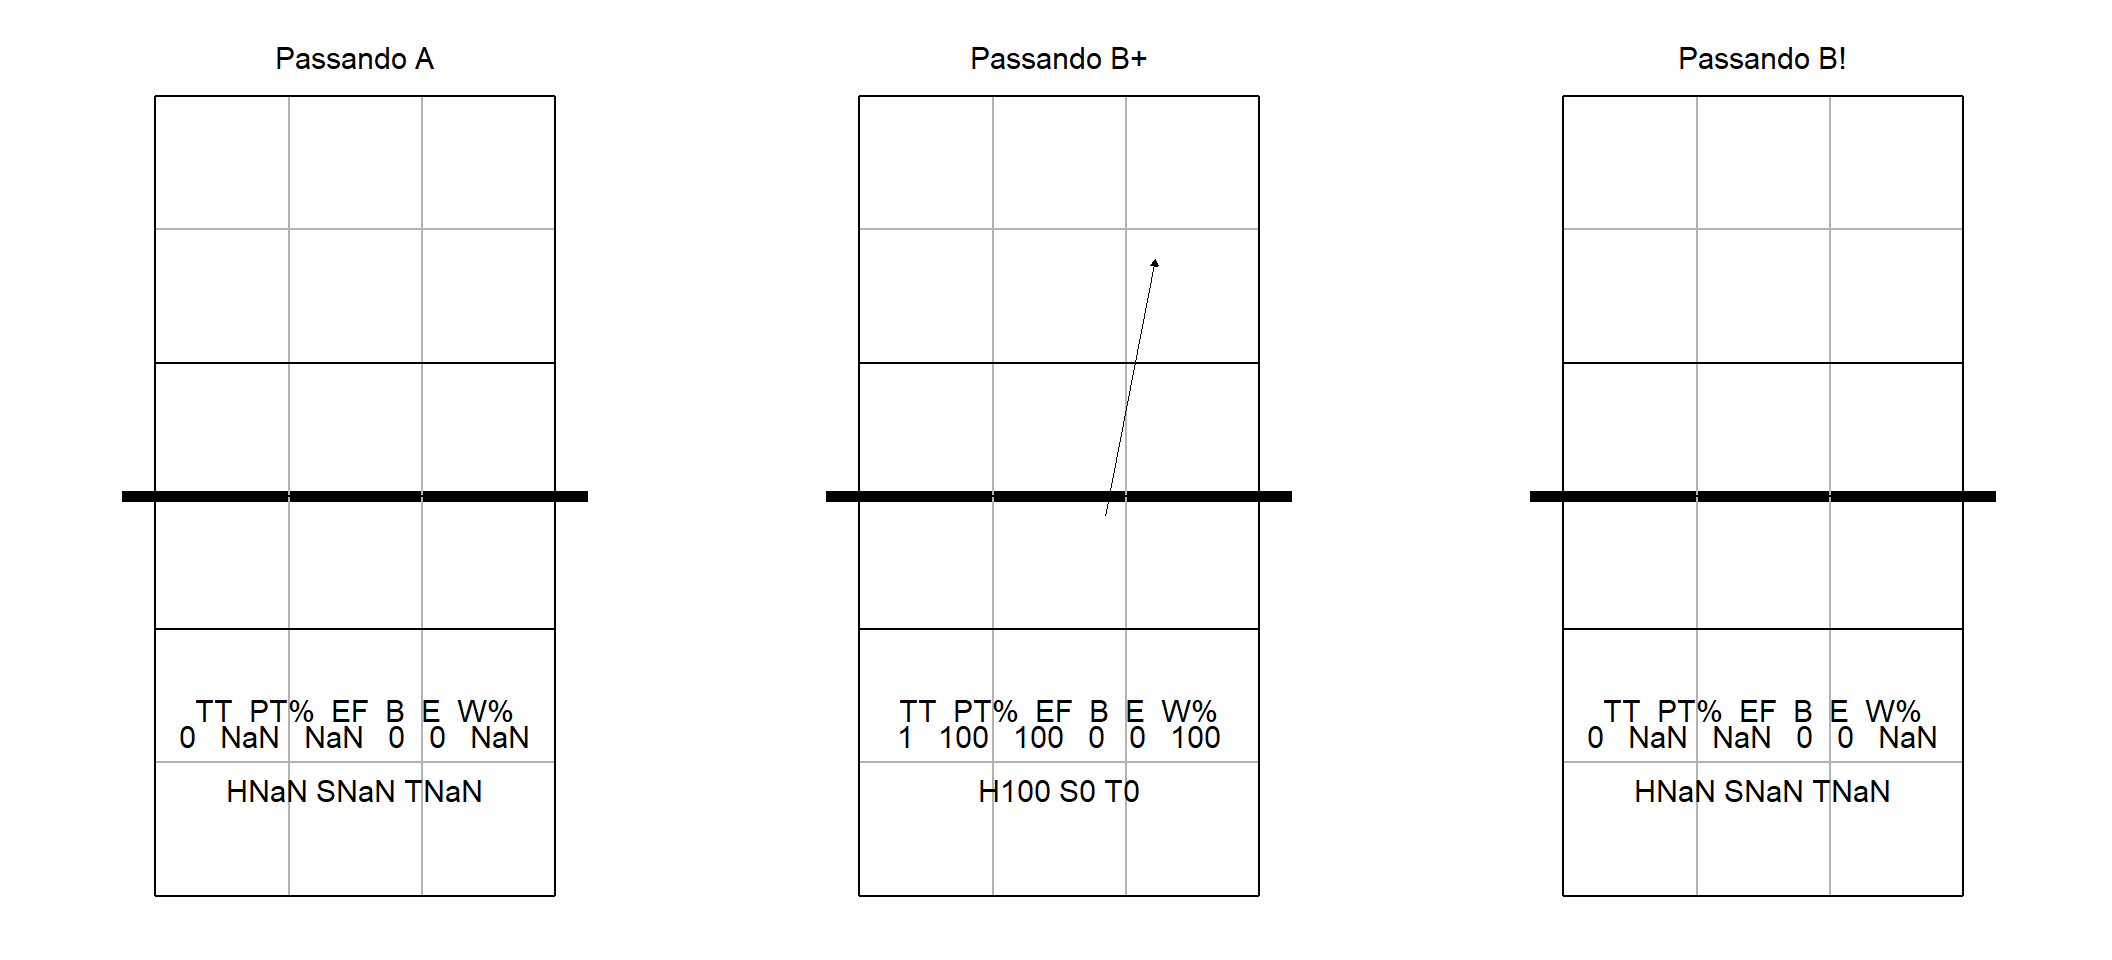 Passando A
TT PT% EF B E W%
0 NaN NaN 0 0 NaN
HNaN SNaN TNaN
Passando B+
TT PT% EF B E W%
1 100 100 0 0 100
H100 S0 T0
Passando B!
TT PT% EF B E W%
0 NaN NaN 0 0 NaN
HNaN SNaN TNaN